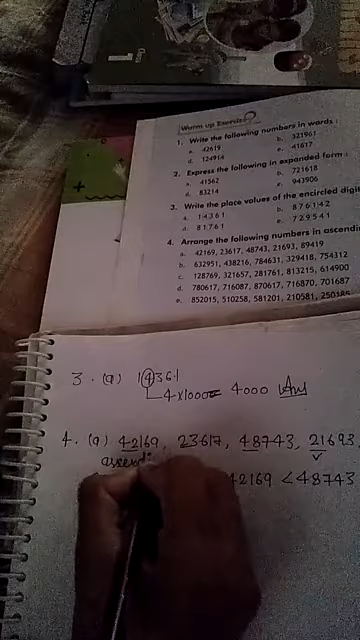 Warm up Exercise
1. Write the following numbers in words :
a. 42619 b. 321961
d. 124914 e. 41617
2. Express the following in expanded form :
a. 41562 b. 721618
d. 83214 e. 943906
3. Write the place values of the encircled digi
a. 14361 b. 876142
d. 81761 e. 729541
4. Arrange the following numbers in ascendi
a. 42169, 23617, 48743, 21693, 89419
b. 632951, 438216, 784631, 329418, 754312
c. 128769, 321657, 281761, 813215, 614900
d. 780617, 716087, 870617, 716870, 701687
e. 852015, 510258, 581201, 210581, 250185
3. (a) 14361
4×1000= 4000 Ans
4. (a) 42169, 23617, 48743, 21693,
ascendi
42169 < 48743